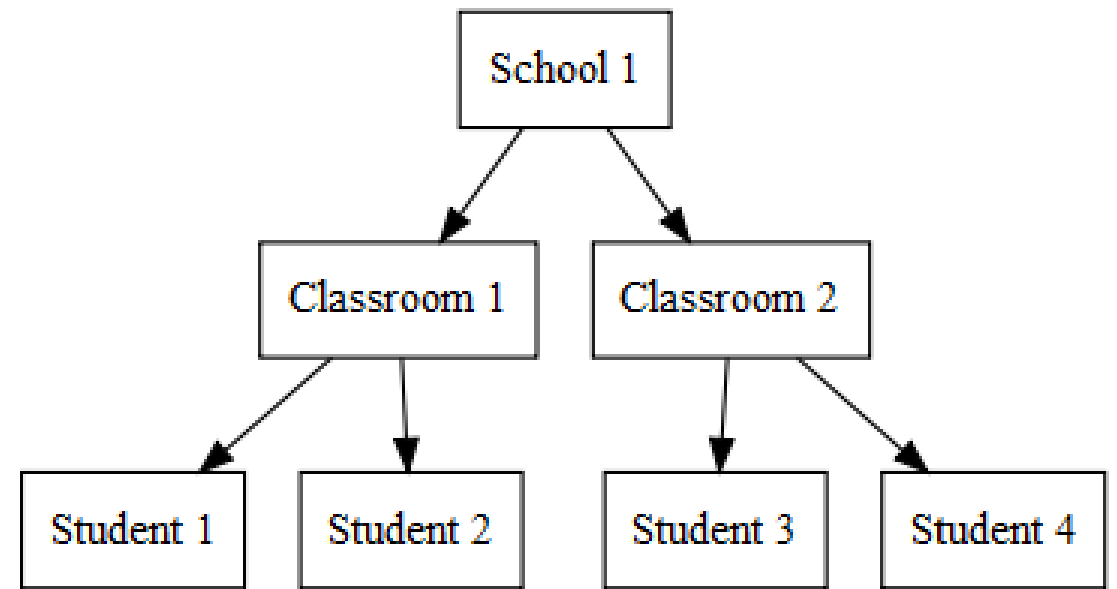 School 1
Classroom 1
Classroom 2
Student 1
Student 2
Student 3
Student 4